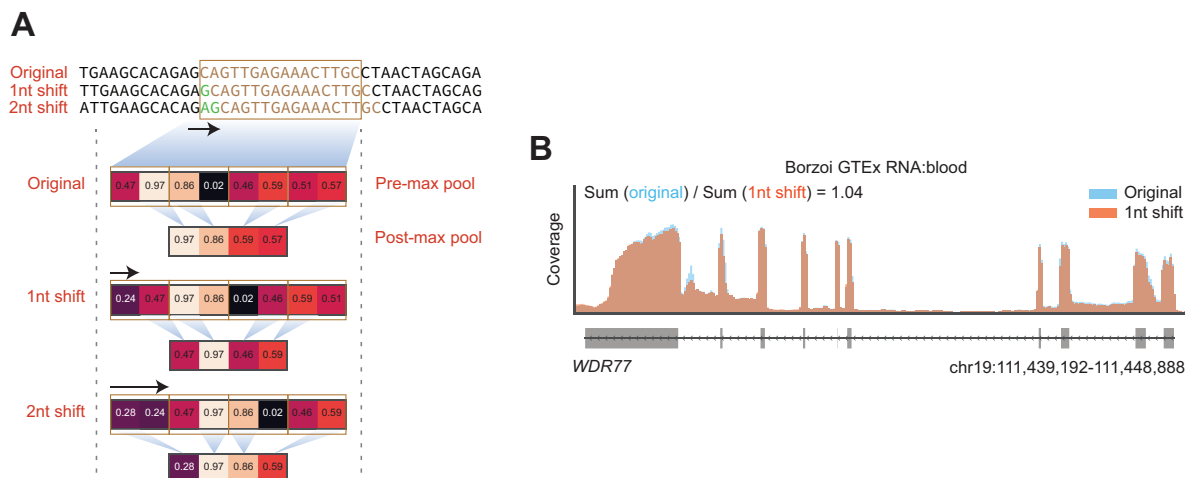 A
Original TGAAGCACAGAGCAGTTGAGAAACTTGCCTAACTAGCAGA
1nt shift TTGAAGCACAGAGCAGTTGAGAAACTTGCCTAACTAGCAG
2nt shift ATTGAAGCACAGAGCAGTTGAGAAACTTGCCTAACTAGCA
Original 0.47 0.97 0.86 0.02 0.46 0.59 0.51 0.57 Pre-max pool
0.97 0.86 0.59 0.57 Post-max pool
1nt shift 0.24 0.47 0.97 0.86 0.02 0.46 0.59 0.51
0.47 0.97 0.46 0.59
2nt shift 0.28 0.24 0.47 0.97 0.86 0.02 0.46 0.59
0.28 0.97 0.86 0.59
B
Borzoi GTEx RNA:blood
Sum (original) / Sum (1nt shift) = 1.04
Original
1nt shift
Coverage
WDR77 chr19:111,439,192-111,448,888